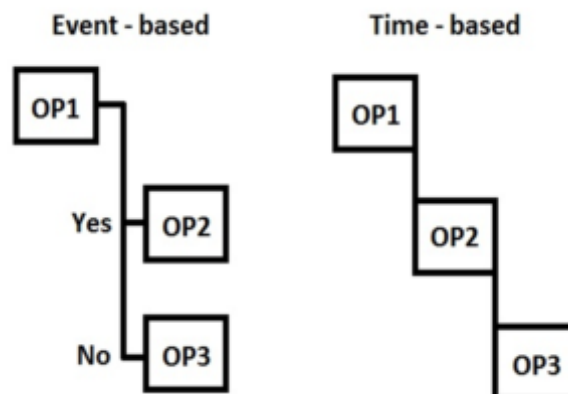 Event - based
OP1
Yes
OP2
No
OP3
Time - based
OP1
OP2
OP3